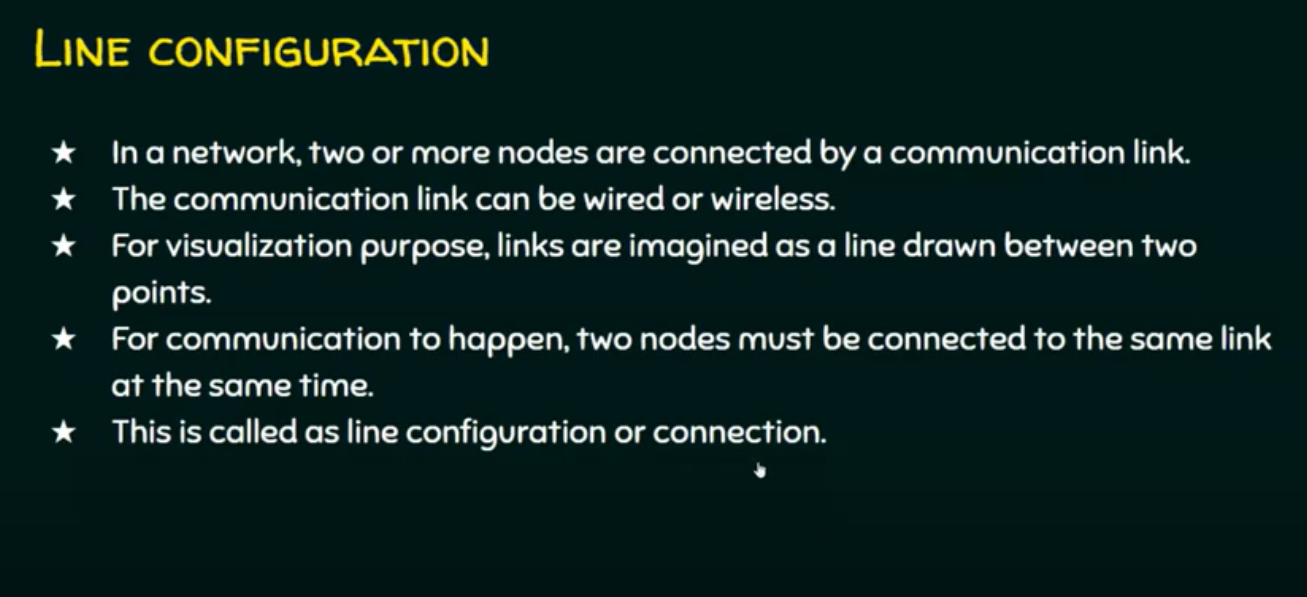 LINE CONFIGURATION
★ In a network, two or more nodes are connected by a communication link.
★ The communication link can be wired or wireless.
★ For visualization purpose, links are imagined as a line drawn between two
points.
★ For communication to happen, two nodes must be connected to the same link
at the same time.
★ This is called as line configuration or connection.